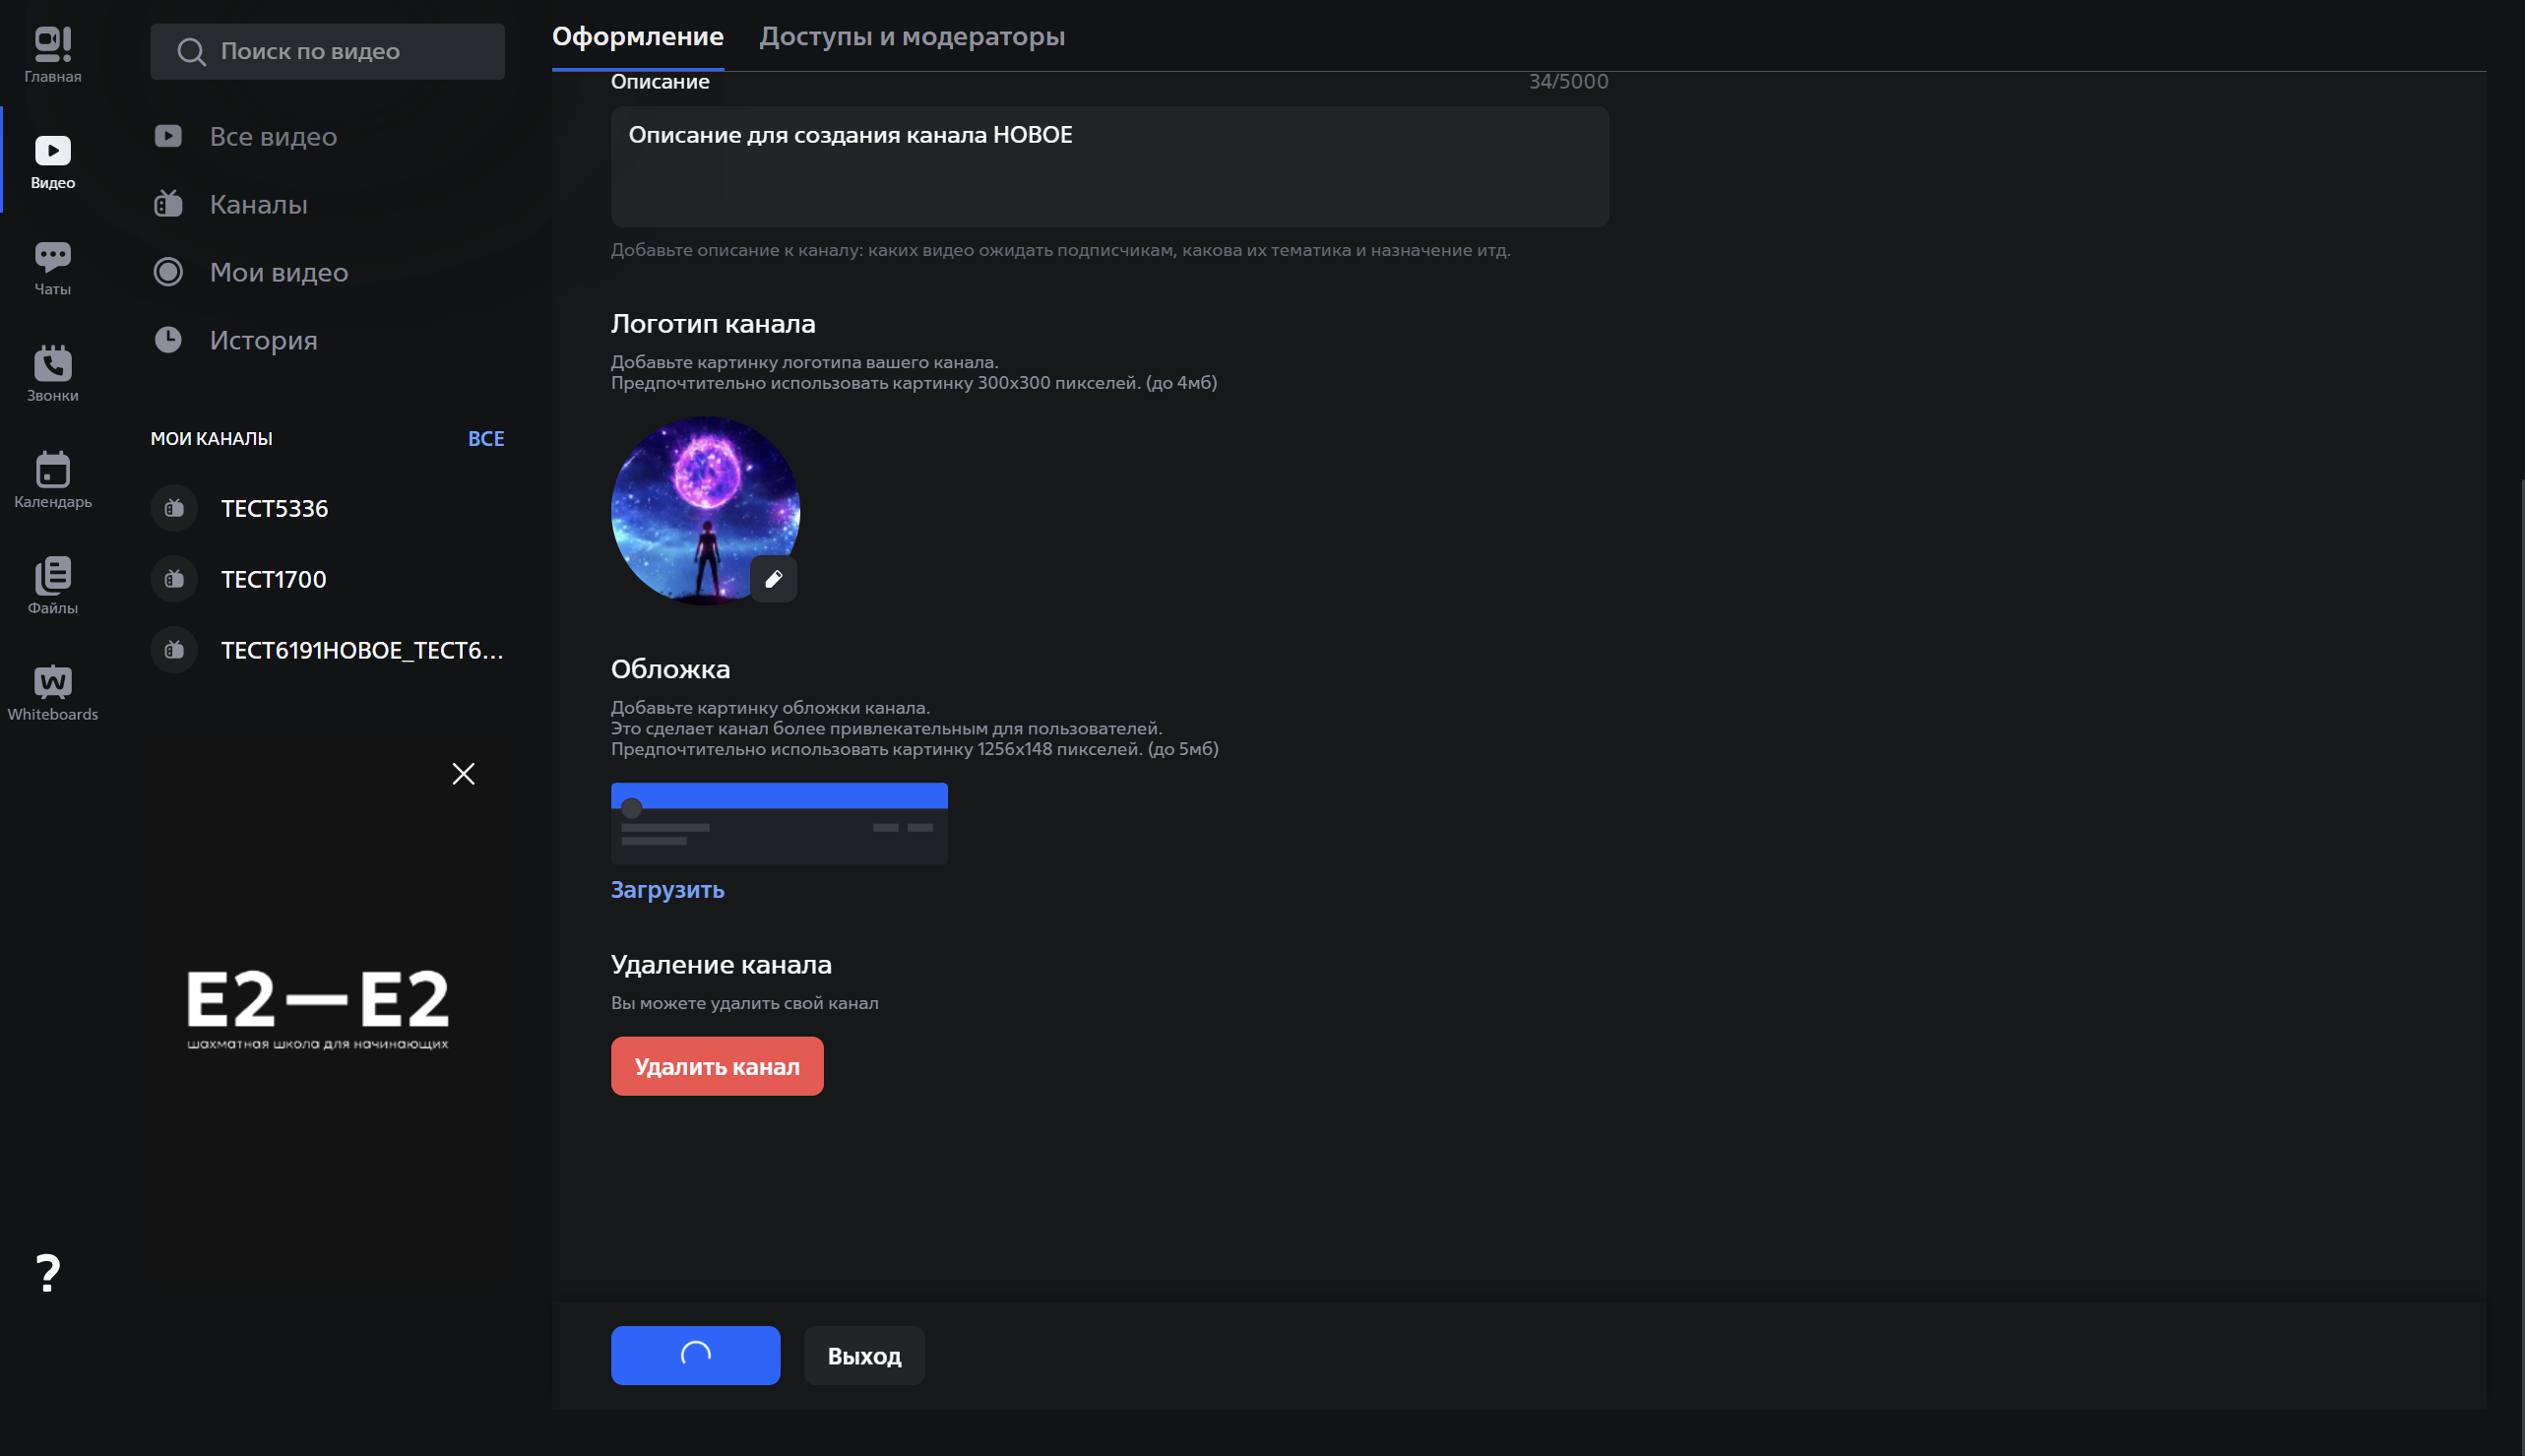 Главная
Видео
Чаты
Звонки
Календарь
Файлы
Whiteboards
?
Поиск по видео
Все видео
Каналы
Мои видео
История
МОИ КАНАЛЫ
ВСЕ
ТЕСТ5336
ТЕСТ1700
ТЕСТ6191НОВОЕ_ТЕСТ6...
E2—E2
шахматная школа для начинающих
Оформление
Доступы и модераторы
Описание
34/5000
Описание для создания канала НОВОЕ
Добавьте описание к каналу: каких видео ожидать подписчикам, какова их тематика и назначение итд.
Логотип канала
Добавьте картинку логотипа вашего канала.
Предпочтительно использовать картинку 300x300 пикселей. (до 4мб)
Обложка
Добавьте картинку обложки канала.
Это сделает канал более привлекательным для пользователей.
Предпочтительно использовать картинку 1256x148 пикселей. (до 5мб)
Загрузить
Удаление канала
Вы можете удалить свой канал
Удалить канал
Выход